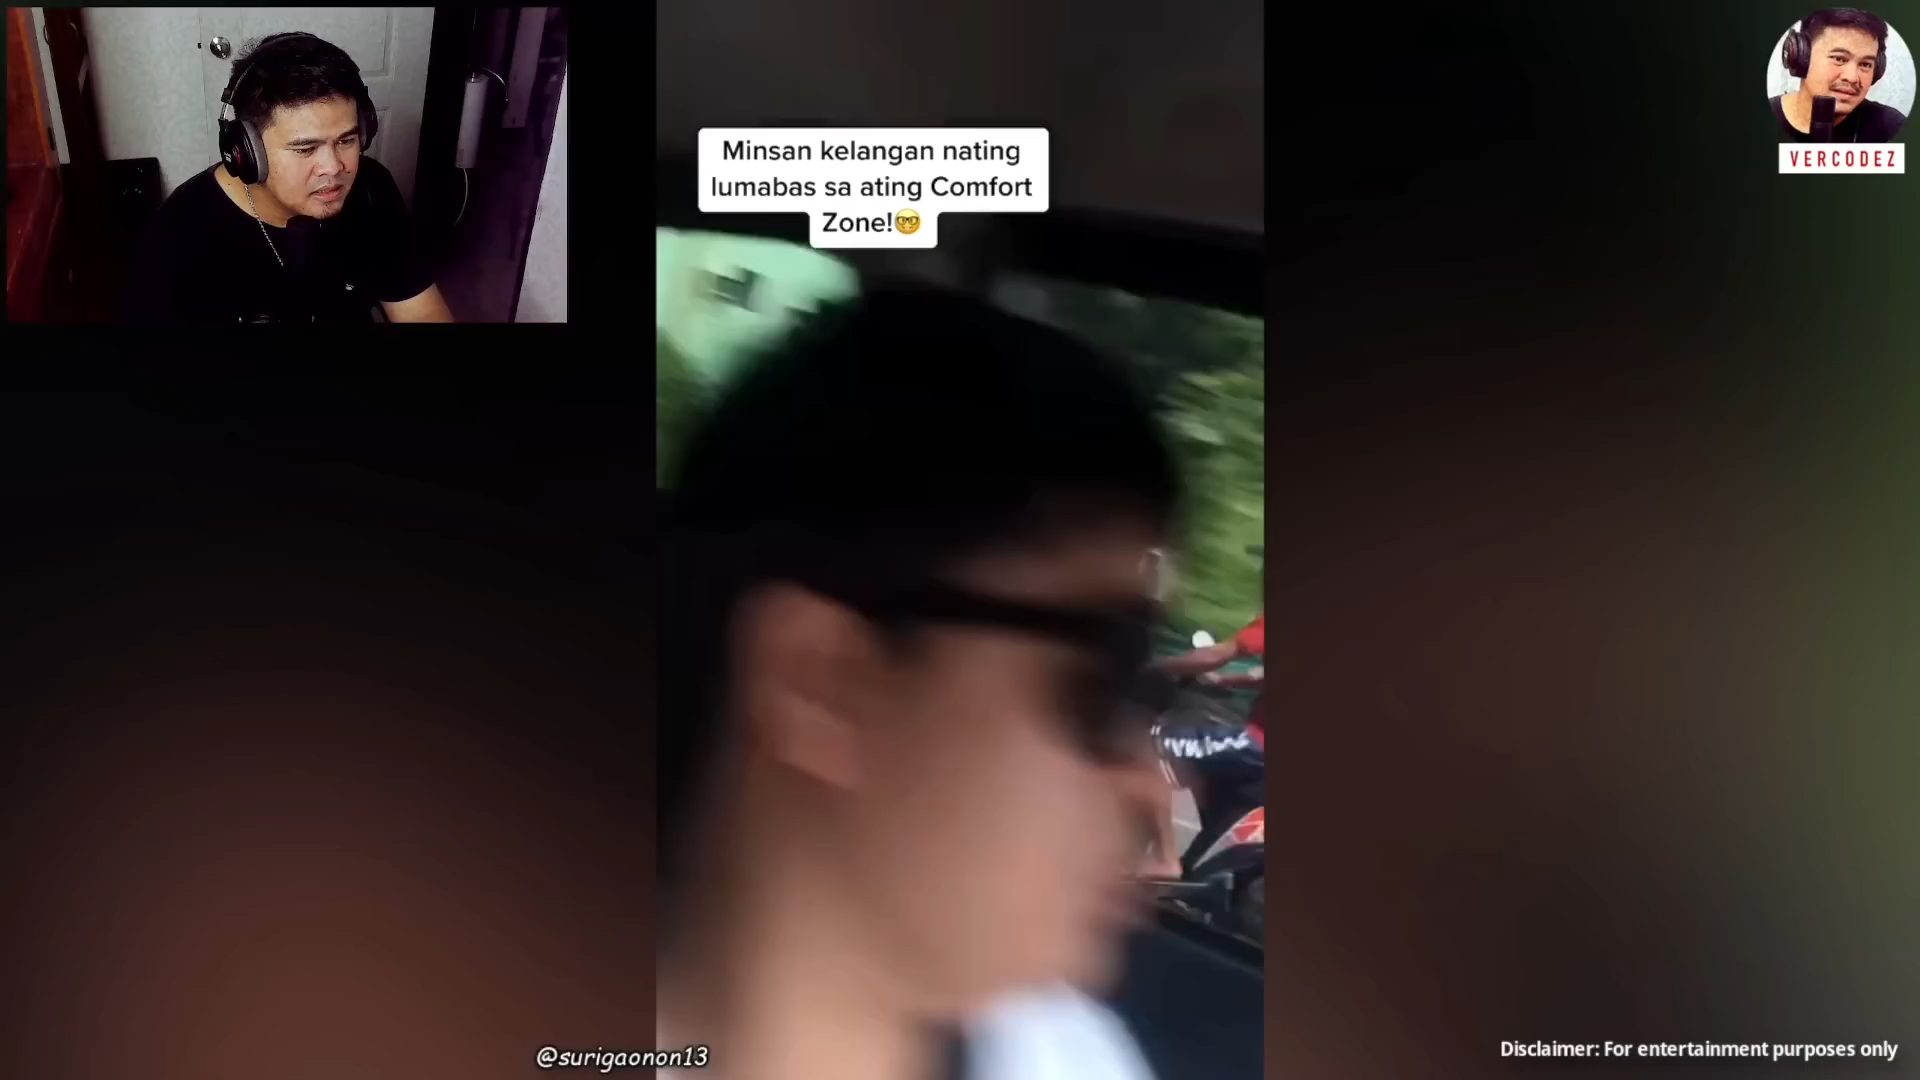 VERCODEZ
Minsan kelangan nating
lumabas sa ating Comfort
Zone!🤓
@surigaonon13
Disclaimer: For entertainment purposes only